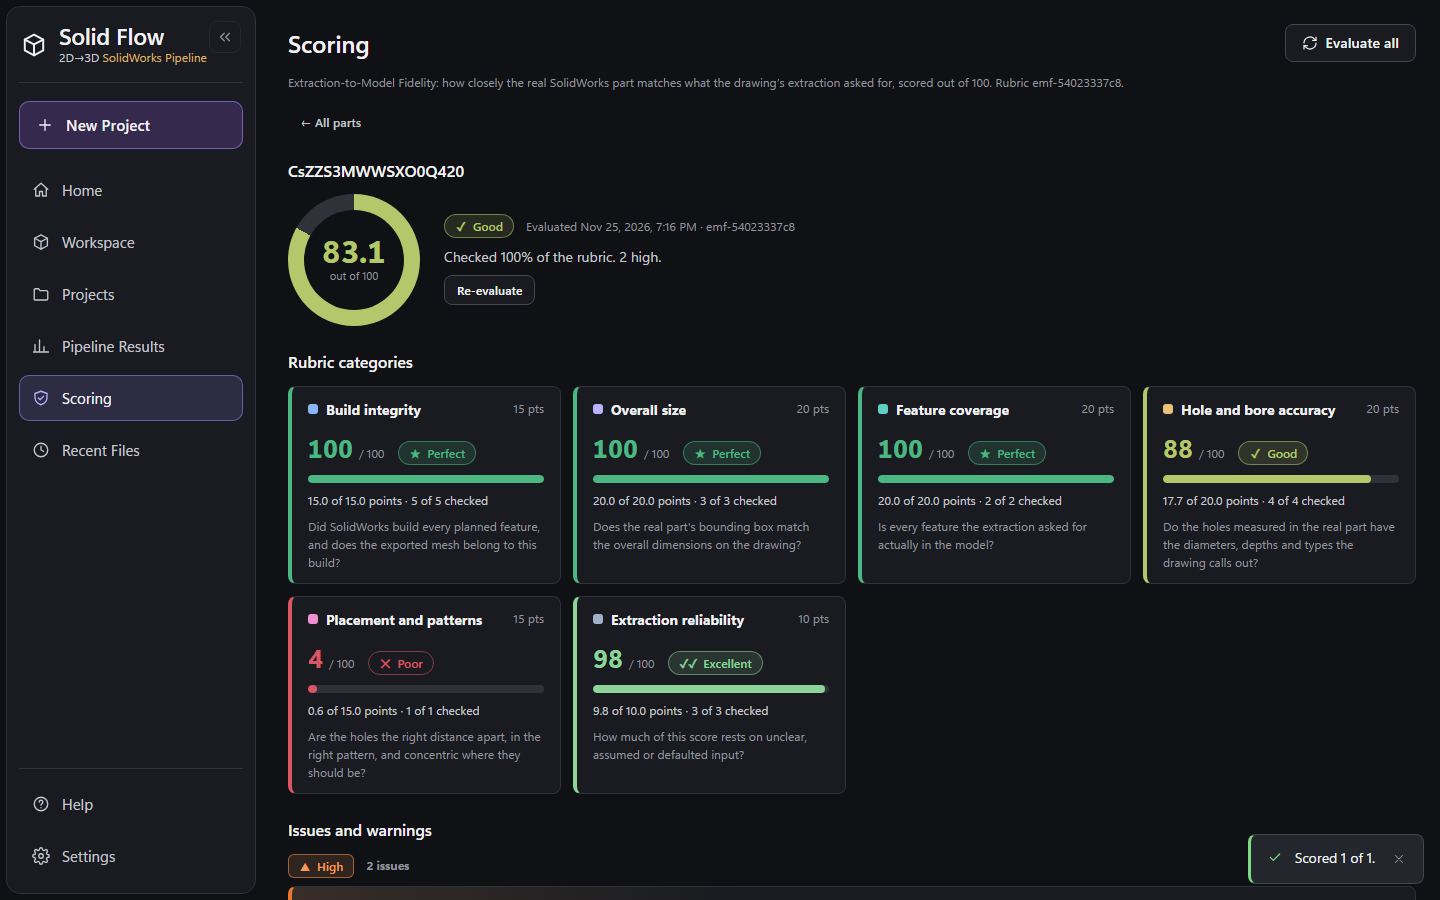 Solid Flow
2D→3D SolidWorks Pipeline
New Project
Home
Workspace
Projects
Pipeline Results
Scoring
Recent Files
Help
Settings
Scoring
Evaluate all
Extraction-to-Model Fidelity: how closely the real SolidWorks part matches what the drawing's extraction asked for, scored out of 100. Rubric emf-54023337c8.
← All parts
CsZZS3MWWSXO0Q420
83.1
out of 100
Good
Evaluated Nov 25, 2026, 7:16 PM · emf-54023337c8
Checked 100% of the rubric. 2 high.
Re-evaluate
Rubric categories
Build integrity 15 pts
100 / 100 Perfect
15.0 of 15.0 points · 5 of 5 checked
Did SolidWorks build every planned feature,
and does the exported mesh belong to this
build?
Overall size 20 pts
100 / 100 Perfect
20.0 of 20.0 points · 3 of 3 checked
Does the real part's bounding box match
the overall dimensions on the drawing?
Feature coverage 20 pts
100 / 100 Perfect
20.0 of 20.0 points · 2 of 2 checked
Is every feature the extraction asked for
actually in the model?
Hole and bore accuracy 20 pts
88 / 100 Good
17.7 of 20.0 points · 4 of 4 checked
Do the holes measured in the real part have
the diameters, depths and types the
drawing calls out?
Placement and patterns 15 pts
4 / 100 Poor
0.6 of 15.0 points · 1 of 1 checked
Are the holes the right distance apart, in the
right pattern, and concentric where they
should be?
Extraction reliability 10 pts
98 / 100 Excellent
9.8 of 10.0 points · 3 of 3 checked
How much of this score rests on unclear,
assumed or defaulted input?
Issues and warnings
High 2 issues
Scored 1 of 1.